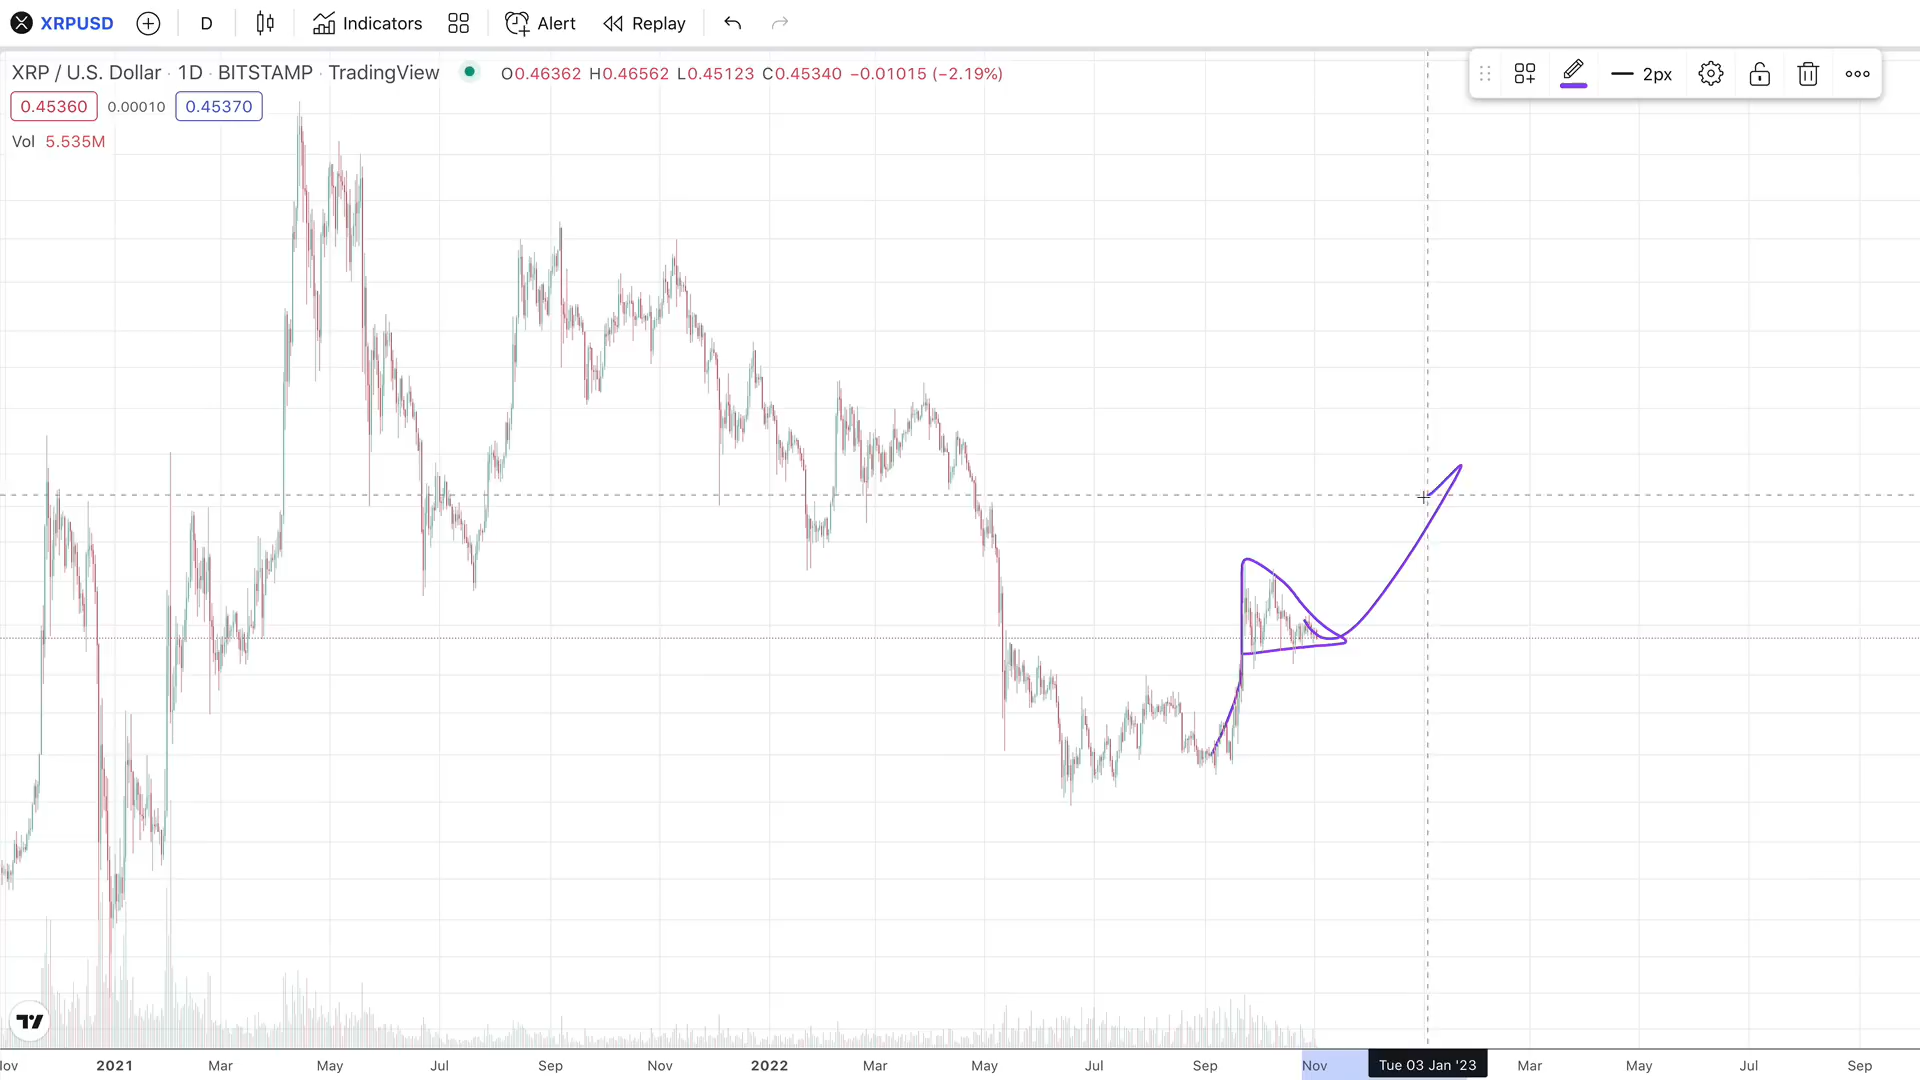 XRPUSD D Indicators Alert Replay
XRP / U.S. Dollar · 1D · BITSTAMP · TradingView O0.46362 H0.46562 L0.45123 C0.45340 −0.01015 (−2.19%)
2px
0.45360 0.00010 0.45370
Vol 5.535M
2021 Mar May Jul Sep Nov 2022 Mar May Jul Sep Nov Tue 03 Jan '23 Mar May Jul Sep